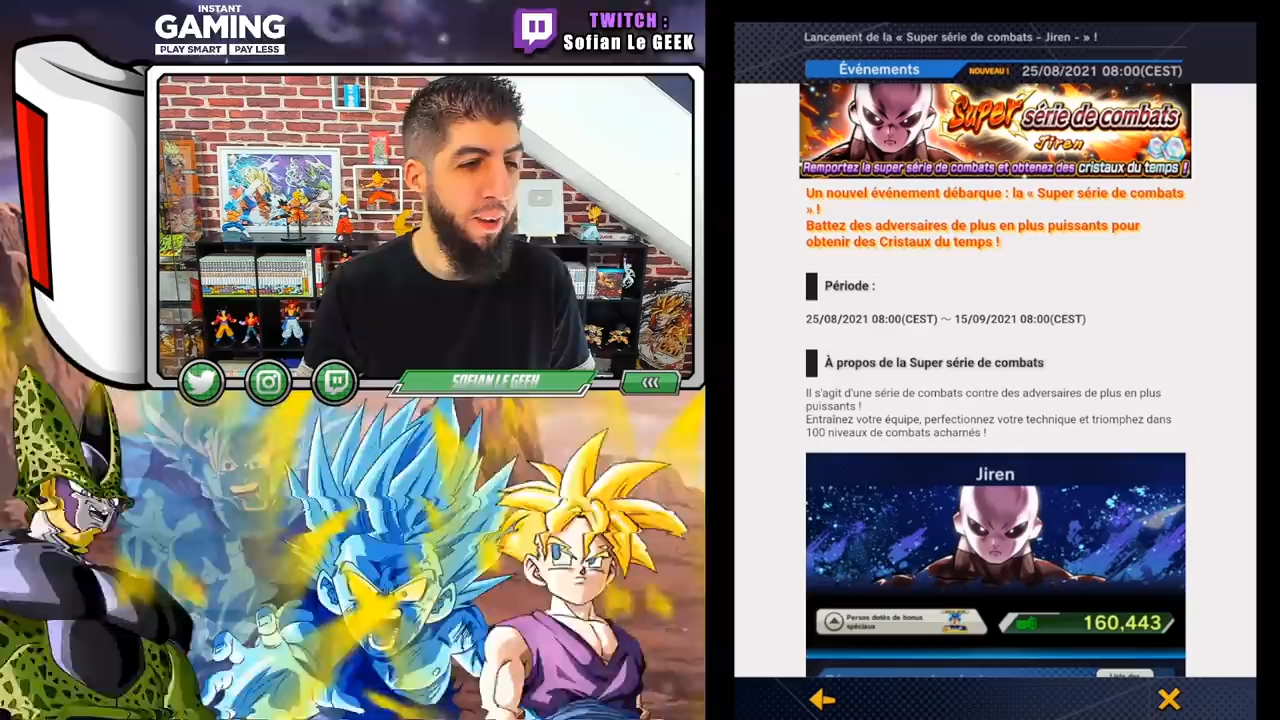 INSTANT
GAMING
PLAY SMART PAY LESS
TWITCH :
Sofian Le GEEK
SOFIAN LE GEEK
Lancement de la « Super série de combats - Jiren - » !
Événements
NOUVEAU !
25/08/2021 08:00(CEST)
Super série de combats
Jiren
Remportez la super série de combats et obtenez des cristaux du temps !
Un nouvel événement débarque : la « Super série de combats
» !
Battez des adversaires de plus en plus puissants pour
obtenir des Cristaux du temps !
Période :
25/08/2021 08:00(CEST) ～ 15/09/2021 08:00(CEST)
À propos de la Super série de combats
Il s'agit d'une série de combats contre des adversaires de plus en plus
puissants !
Entraînez votre équipe, perfectionnez votre technique et triomphez dans
100 niveaux de combats acharnés !
Jiren
Persos dotés de bonus
spéciaux
160,443